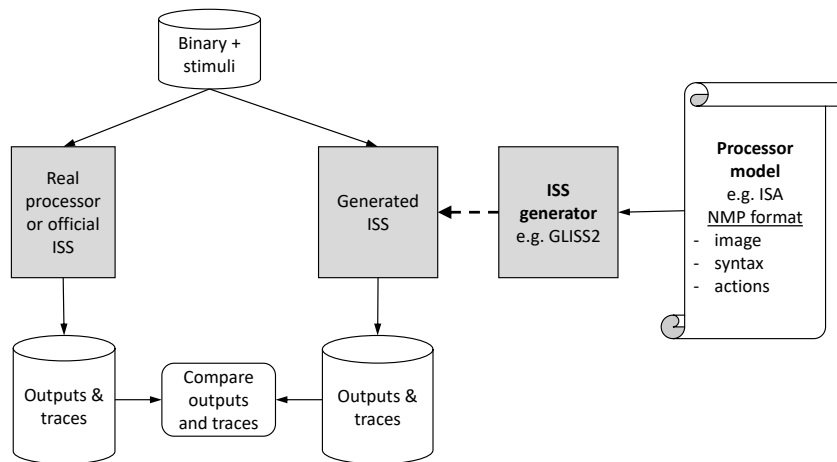 Binary +
stimuli
Real
processor
or official
ISS
Generated
ISS
ISS
generator
e.g. GLISS2
Processor
model
e.g. ISA
NMP format
- image
- syntax
- actions
Outputs &
traces
Compare
outputs
and traces
Outputs &
traces